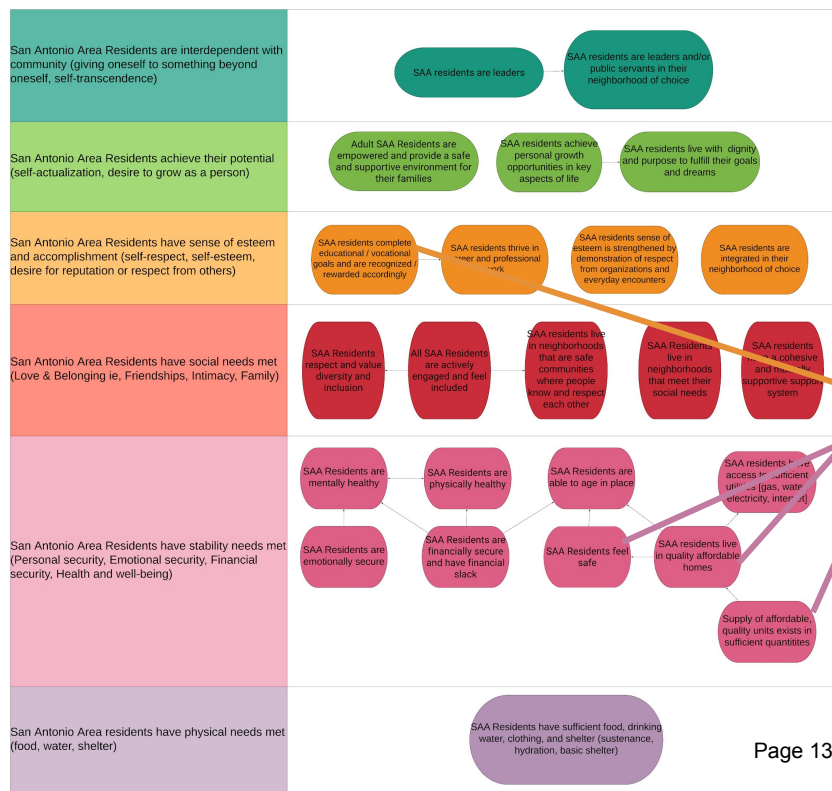 San Antonio Area Residents are interdependent with
community (giving oneself to something beyond
oneself, self-transcendence)
SAA residents are leaders
SAA residents are leaders and/or
public servants in their
neighborhood of choice
San Antonio Area Residents achieve their potential
(self-actualization, desire to grow as a person)
Adult SAA Residents are
empowered and provide a safe
and supportive environment for
their families
SAA residents achieve
personal growth
opportunities in key
aspects of life
SAA residents live with dignity
and purpose to fulfill their goals
and dreams
San Antonio Area Residents have sense of esteem
and accomplishment (self-respect, self-esteem,
desire for reputation or respect from others)
SAA residents complete
educational / vocational
goals and are recognized /
rewarded accordingly
SAA residents thrive in
career and professional
work
SAA residents sense of
esteem is strengthened by
demonstration of respect
from organizations and
everyday encounters
SAA residents are
integrated in their
neighborhood of choice
San Antonio Area Residents have social needs met
(Love & Belonging ie, Friendships, Intimacy, Family)
SAA Residents
respect and value
diversity and
inclusion
All SAA Residents
are actively
engaged and feel
included
SAA residents live
in neighborhoods
that are safe
communities
where people
know and respect
each other
SAA Residents
live in
neighborhoods
that meet their
social needs
SAA residents
have a cohesive
and mutually
supportive support
system
San Antonio Area Residents have stability needs met
(Personal security, Emotional security, Financial
security, Health and well-being)
SAA Residents are
mentally healthy
SAA Residents are
physically healthy
SAA Residents are
able to age in place
SAA residents have
access to sufficient
utilities [gas, water,
electricity, internet]
SAA Residents are
emotionally secure
SAA Residents are
financially secure
and have financial
slack
SAA Residents feel
safe
SAA residents live
in quality affordable
homes
Supply of affordable,
quality units exists in
sufficient quantitites
San Antonio Area residents have physical needs met
(food, water, shelter)
SAA Residents have sufficient food, drinking
water, clothing, and shelter (sustenance,
hydration, basic shelter)
Page 13